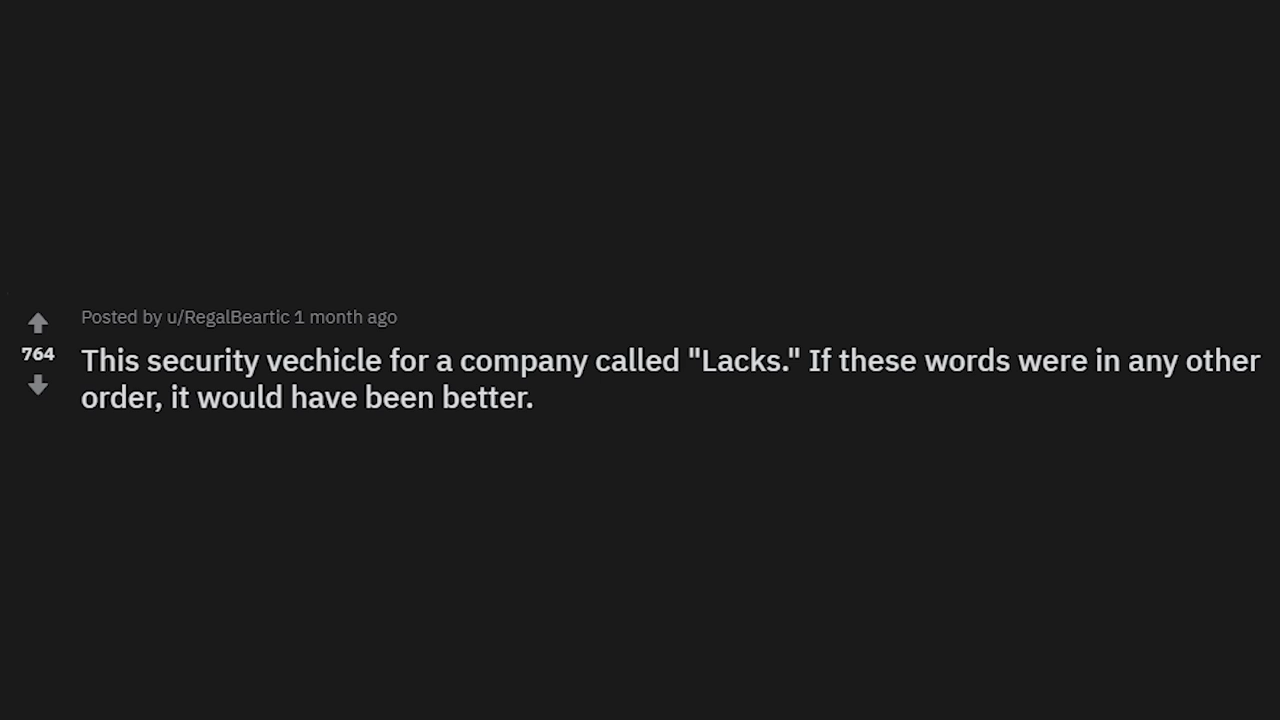 Posted by u/RegalBeartic 1 month ago
764
This security vechicle for a company called "Lacks." If these words were in any other
order, it would have been better.